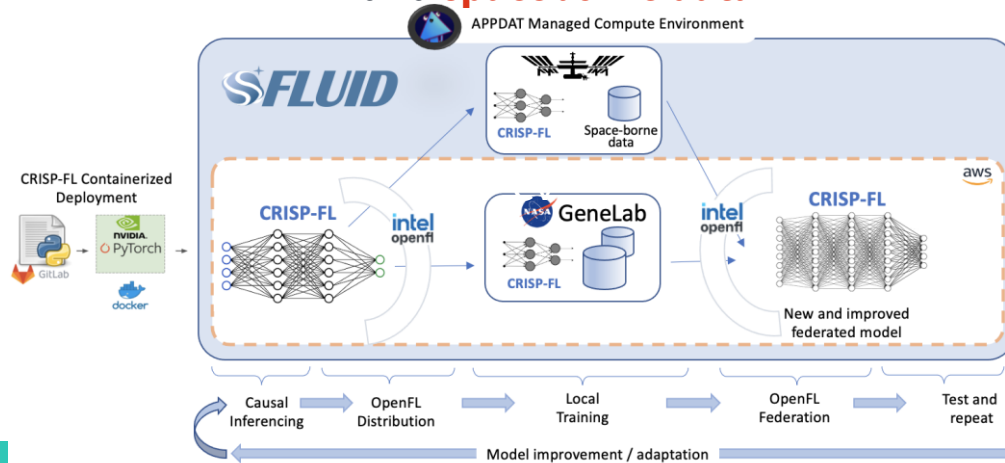 APPDAT Managed Compute Environment
SFLUID
CRISP-FL
Space-borne
data
aws
CRISP-FL Containerized
Deployment
GitLab
NVIDIA.
PyTorch
docker
CRISP-FL
intel
openfl
NASA
GeneLab
CRISP-FL
intel
openfl
CRISP-FL
New and improved
federated model
Causal
Inferencing
OpenFL
Distribution
Local
Training
OpenFL
Federation
Test and
repeat
Model improvement / adaptation